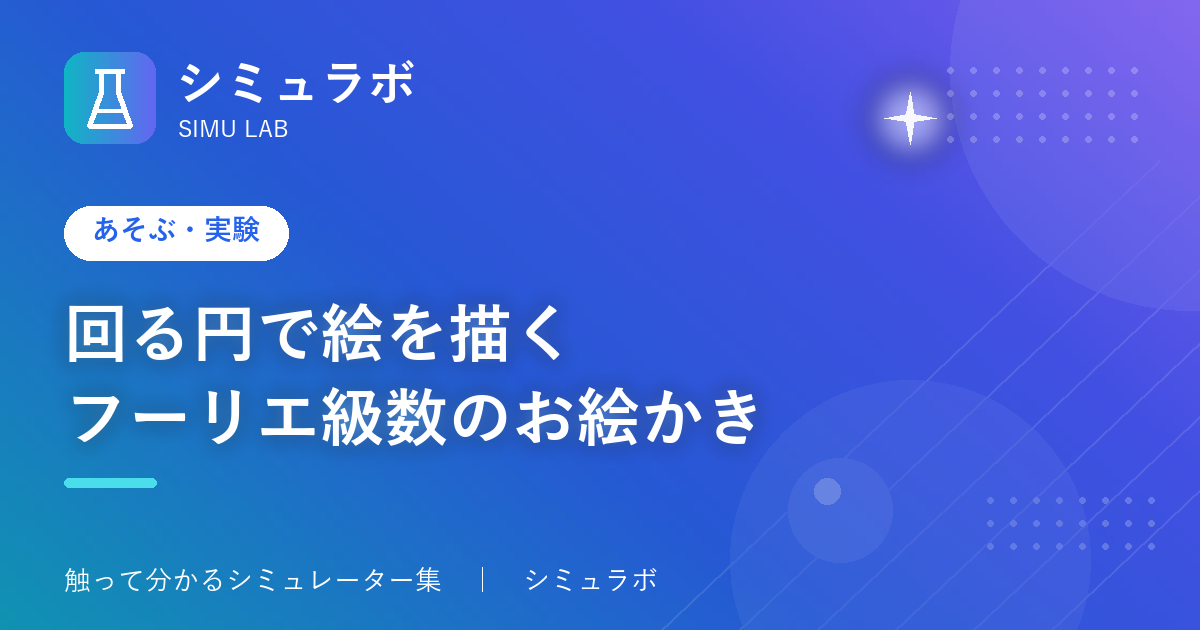 シミュラボ
SIMU LAB
あそぶ・実験
回る円で絵を描く
フーリエ級数のお絵かき
触って分かるシミュレーター集 | シミュラボ